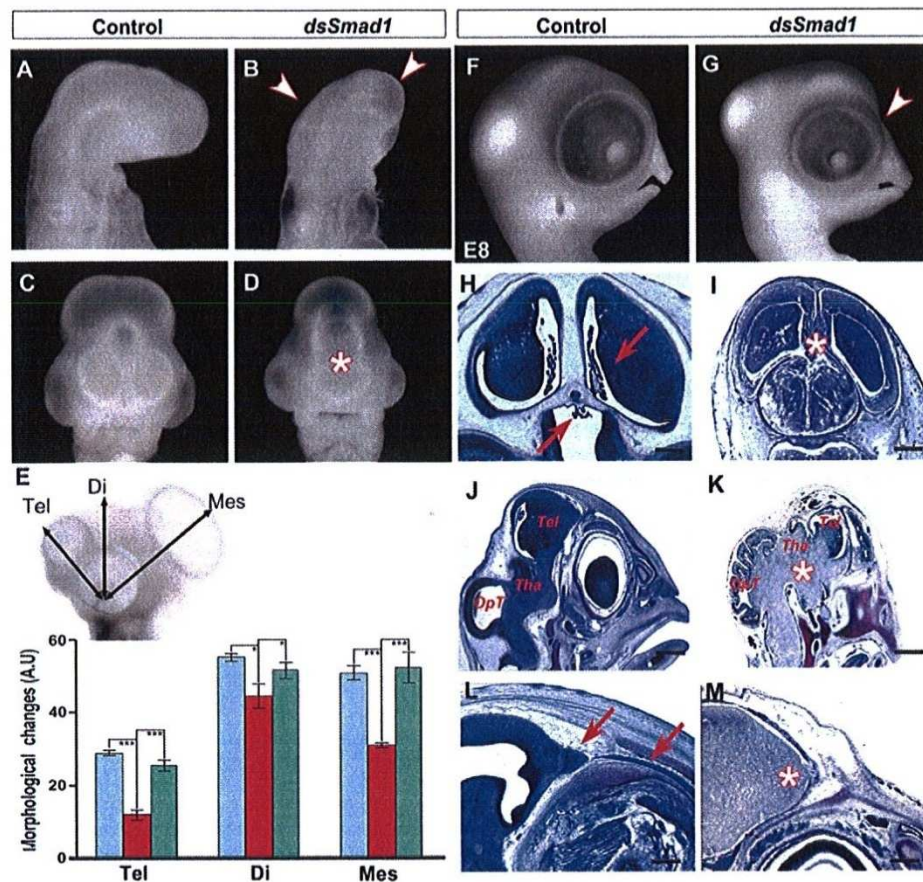 Control dsSmad1 Control dsSmad1
A B F G
E8
C D H I
E
Tel Di Mes
J K
Tel Tha OpT
Tel Tha OpT
L M
Morphological changes (A.U)
60
40
20
0
*** *** * * *** ***
Tel Di Mes